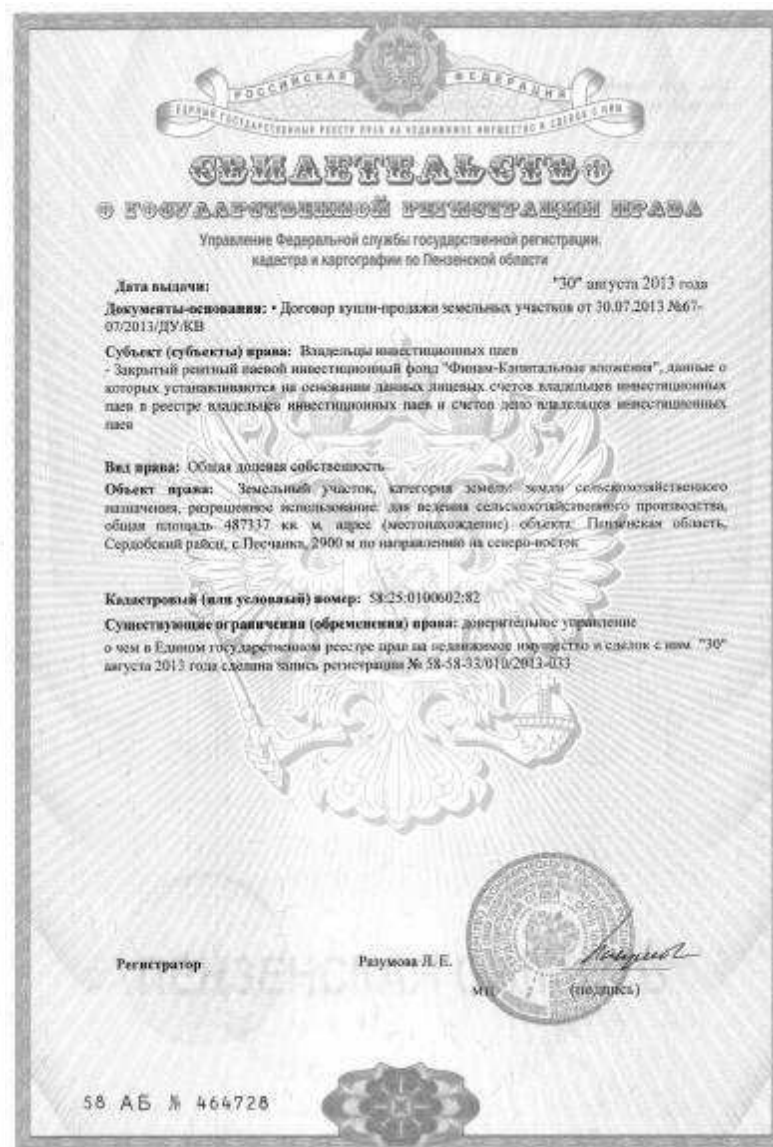 РОССИЙСКАЯ ФЕДЕРАЦИЯ
ЕДИНЫЙ ГОСУДАРСТВЕННЫЙ РЕЕСТР ПРАВ НА НЕДВИЖИМОЕ ИМУЩЕСТВО И СДЕЛОК С НИМ
СВИДЕТЕЛЬСТВО
О ГОСУДАРСТВЕННОЙ РЕГИСТРАЦИИ ПРАВА
Управление Федеральной службы государственной регистрации,
кадастра и картографии по Пензенской области
Дата выдачи: "30" августа 2013 года
Документы-основания: • Договор купли-продажи земельных участков от 30.07.2013 №67-
07/2013/ДУ/КВ
Субъект (субъекты) права: Владельцы инвестиционных паев
- Закрытый рентный паевой инвестиционный фонд "Финам-Капитальные вложения", данные о
которых устанавливаются на основании данных лицевых счетов владельцев инвестиционных
паев в реестре владельцев инвестиционных паев и счетов депо владельцев инвестиционных
паев
Вид права: Общая долевая собственность
Объект права: Земельный участок, категория земель: земли сельскохозяйственного
назначения, разрешенное использование: для ведения сельскохозяйственного производства,
общая площадь 487337 кв. м, адрес (местонахождение) объекта: Пензенская область,
Сердобский район, с.Песчанка, 2900 м по направлению на северо-восток
Кадастровый (или условный) номер: 58:25:0100602:82
Существующие ограничения (обременения) права: доверительное управление
о чем в Едином государственном реестре прав на недвижимое имущество и сделок с ним "30"
августа 2013 года сделана запись регистрации № 58-58-33/010/2013-033
Регистратор Разумова Л. Е.
м.п. (подпись)
58 АБ № 464728